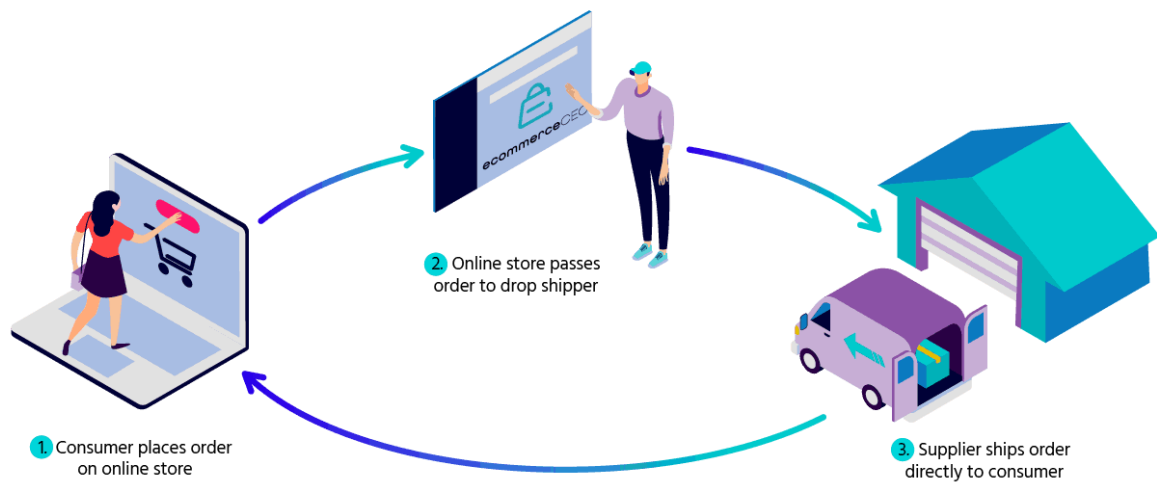 ecommerceCEO
2. Online store passes
order to drop shipper
1. Consumer places order
on online store
3. Supplier ships order
directly to consumer